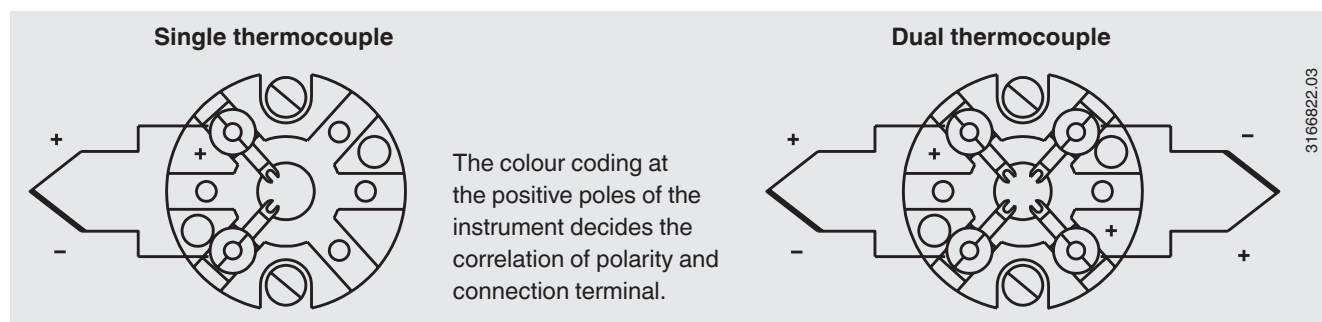 Single thermocouple
+
+
–
The colour coding at
the positive poles of the
instrument decides the
correlation of polarity and
connection terminal.
Dual thermocouple
+
+
–
–
+
+
3166822.03